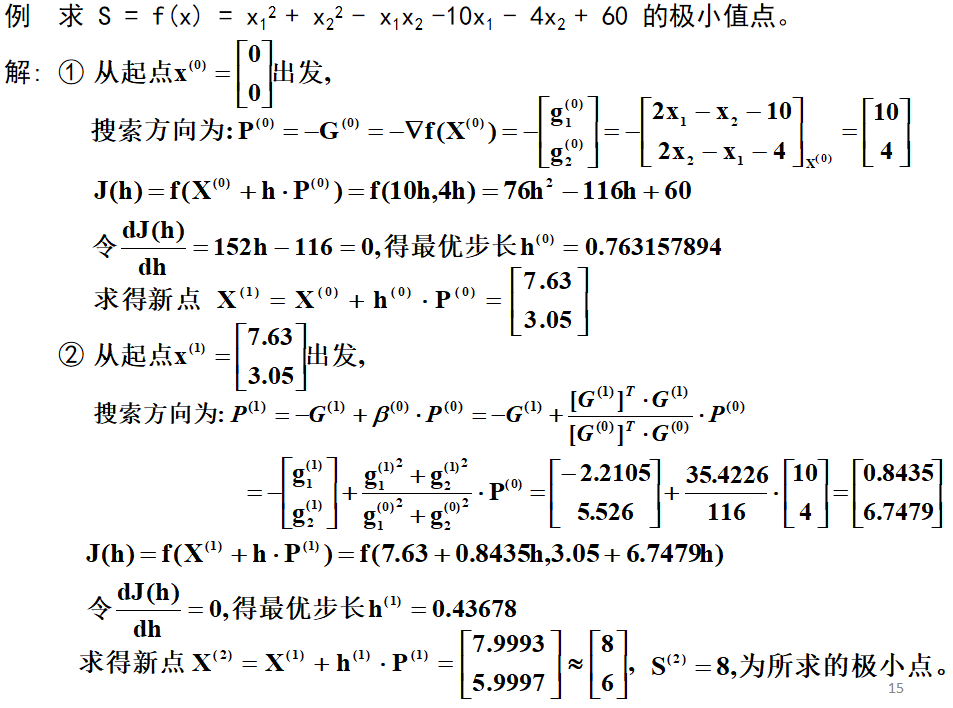 例 求 S = f(x) = x₁² + x₂² - x₁x₂ -10x₁ - 4x₂ + 60 的极小值点。
解: ① 从起点x⁽⁰⁾ = [0; 0] 出发,
搜索方向为: P⁽⁰⁾ = -G⁽⁰⁾ = -∇f(X⁽⁰⁾) = -[g₁⁽⁰⁾; g₂⁽⁰⁾] = -[2x₁ - x₂ - 10; 2x₂ - x₁ - 4]_X⁽⁰⁾ = [10; 4]
J(h) = f(X⁽⁰⁾ + h·P⁽⁰⁾) = f(10h,4h) = 76h² - 116h + 60
令 dJ(h)/dh = 152h - 116 = 0, 得最优步长h⁽⁰⁾ = 0.763157894
求得新点 X⁽¹⁾ = X⁽⁰⁾ + h⁽⁰⁾·P⁽⁰⁾ = [7.63; 3.05]
② 从起点x⁽¹⁾ = [7.63; 3.05] 出发,
搜索方向为: P⁽¹⁾ = -G⁽¹⁾ + β⁽⁰⁾·P⁽⁰⁾ = -G⁽¹⁾ + [G⁽¹⁾]ᵀ·G⁽¹⁾ / [G⁽⁰⁾]ᵀ·G⁽⁰⁾ · P⁽⁰⁾
= -[g₁⁽¹⁾; g₂⁽¹⁾] + (g₁⁽¹⁾² + g₂⁽¹⁾²) / (g₁⁽⁰⁾² + g₂⁽⁰⁾²) · P⁽⁰⁾ = [-2.2105; 5.526] + 35.4226/116 · [10; 4] = [0.8435; 6.7479]
J(h) = f(X⁽¹⁾ + h·P⁽¹⁾) = f(7.63 + 0.8435h,3.05 + 6.7479h)
令 dJ(h)/dh = 0, 得最优步长h⁽¹⁾ = 0.43678
求得新点 X⁽²⁾ = X⁽¹⁾ + h⁽¹⁾·P⁽¹⁾ = [7.9993; 5.9997] ≈ [8; 6], S⁽²⁾ = 8,为所求的极小点。
15